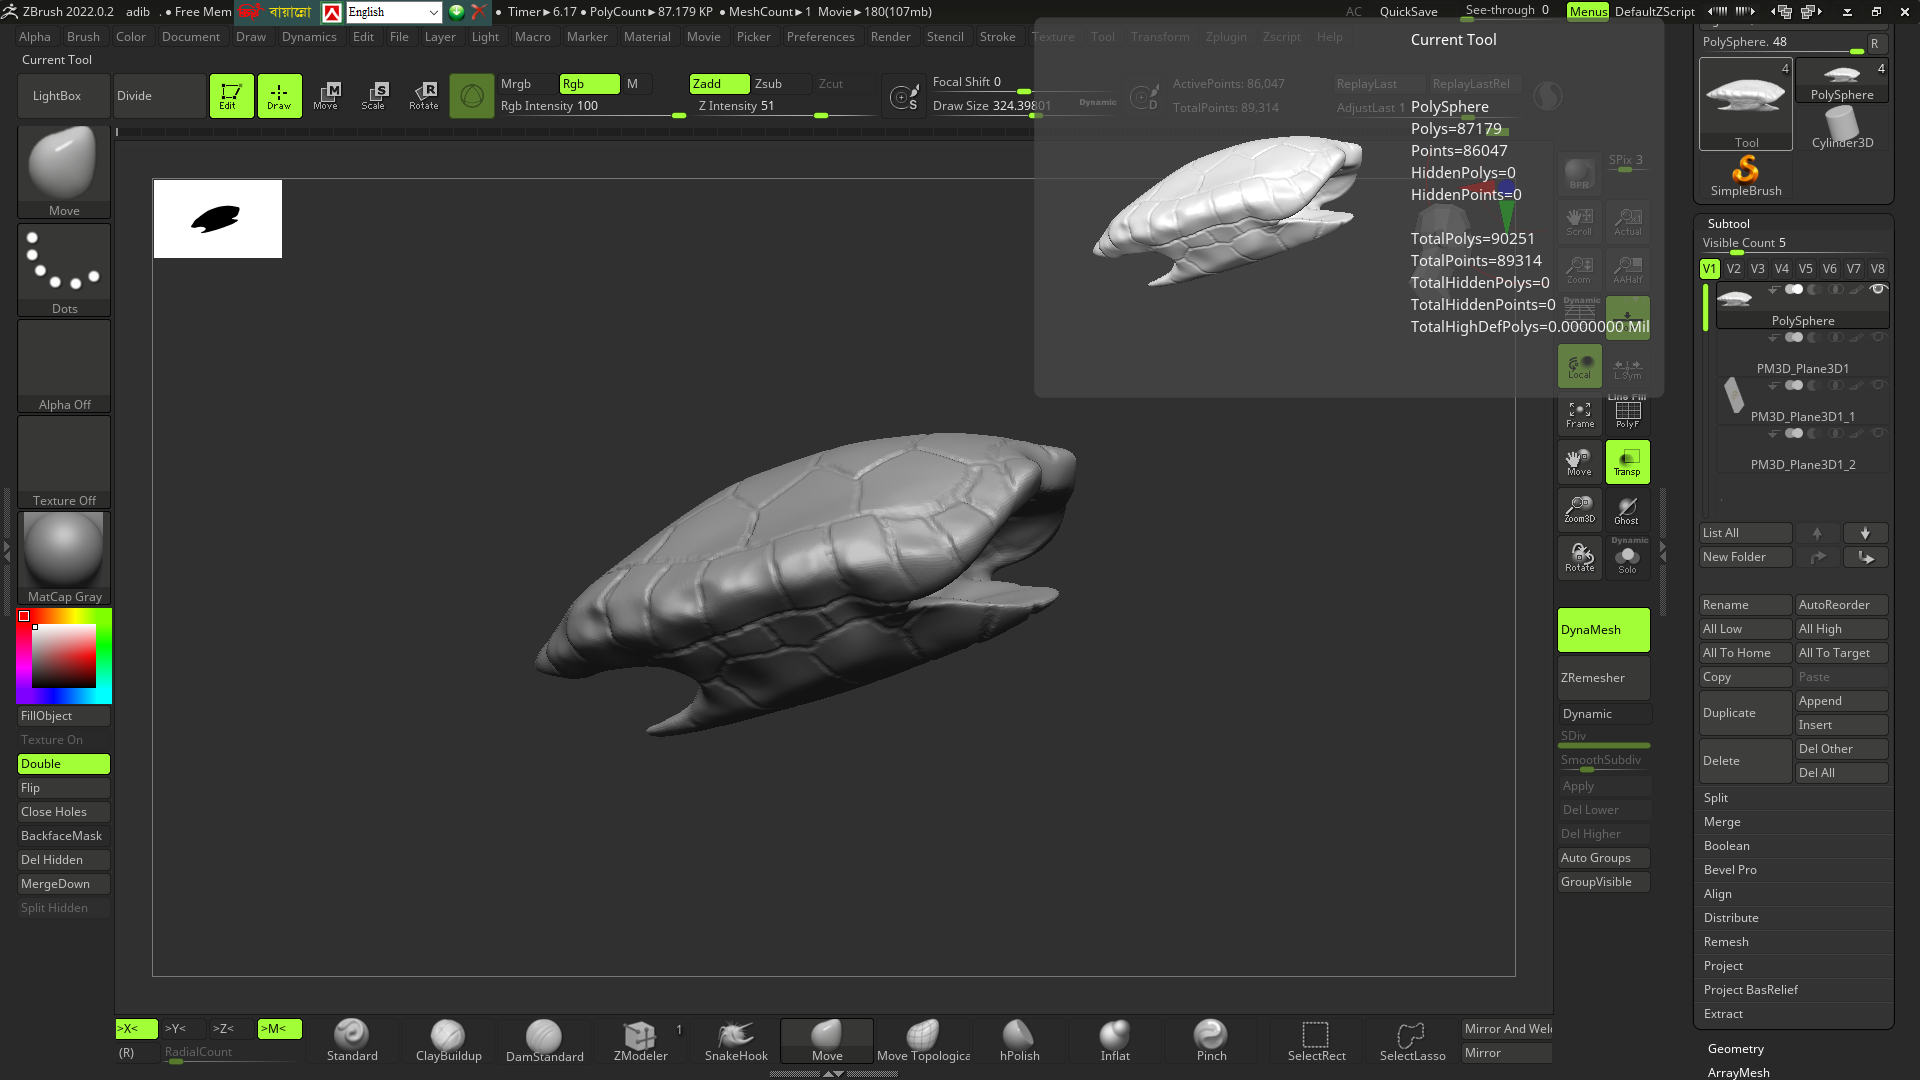 ZBrush 2022.0.2 adib . • Free Mem
বায়ান্নো
English
• Timer▸6.17 • PolyCount▸87.179 KP • MeshCount▸1 Movie▸180(107mb)
AC QuickSave See-through 0 Menus DefaultZScript
Alpha Brush Color Document Draw Dynamics Edit File Layer Light Macro Marker Material Movie Picker Preferences Render Stencil Stroke Texture Tool Transform Zplugin Zscript Help
Current Tool
LightBox
Divide
Edit
Draw
Move
Scale
Rotate
Mrgb Rgb M
Rgb Intensity 100
Zadd Zsub Zcut
Z Intensity 51
Focal Shift 0
Draw Size 324.39801
Dynamic
ActivePoints: 86,047
TotalPoints: 89,314
ReplayLast ReplayLastRel
AdjustLast 1
Current Tool
PolySphere
Polys=87179
Points=86047
HiddenPolys=0
HiddenPoints=0
TotalPolys=90251
TotalPoints=89314
TotalHiddenPolys=0
TotalHiddenPoints=0
TotalHighDefPolys=0.0000000 Mil
Move
Dots
Alpha Off
Texture Off
MatCap Gray
FillObject
Texture On
Double
Flip
Close Holes
BackfaceMask
Del Hidden
MergeDown
Split Hidden
BPR
SPix 3
Scroll
Actual
Zoom
AAHalf
Dynamic
Local
L.Sym
Frame
Line Fill
PolyF
Move
Transp
Zoom3D
Ghost
Rotate
Dynamic
Solo
DynaMesh
ZRemesher
Dynamic
SDiv
SmoothSubdiv
Apply
Del Lower
Del Higher
Auto Groups
GroupVisible
PolySphere. 48 R
4
Tool
4
PolySphere
Cylinder3D
SimpleBrush
Subtool
Visible Count 5
V1 V2 V3 V4 V5 V6 V7 V8
PolySphere
PM3D_Plane3D1
PM3D_Plane3D1_1
PM3D_Plane3D1_2
List All
New Folder
Rename AutoReorder
All Low All High
All To Home All To Target
Copy Paste
Duplicate
Append
Insert
Delete
Del Other
Del All
Split
Merge
Boolean
Bevel Pro
Align
Distribute
Remesh
Project
Project BasRelief
Extract
Geometry
ArrayMesh
>X< >Y< >Z< >M<
(R) RadialCount
Standard
ClayBuildup
DamStandard
1
ZModeler
SnakeHook
Move
Move Topologica
hPolish
Inflat
Pinch
SelectRect
SelectLasso
Mirror And Weld
Mirror